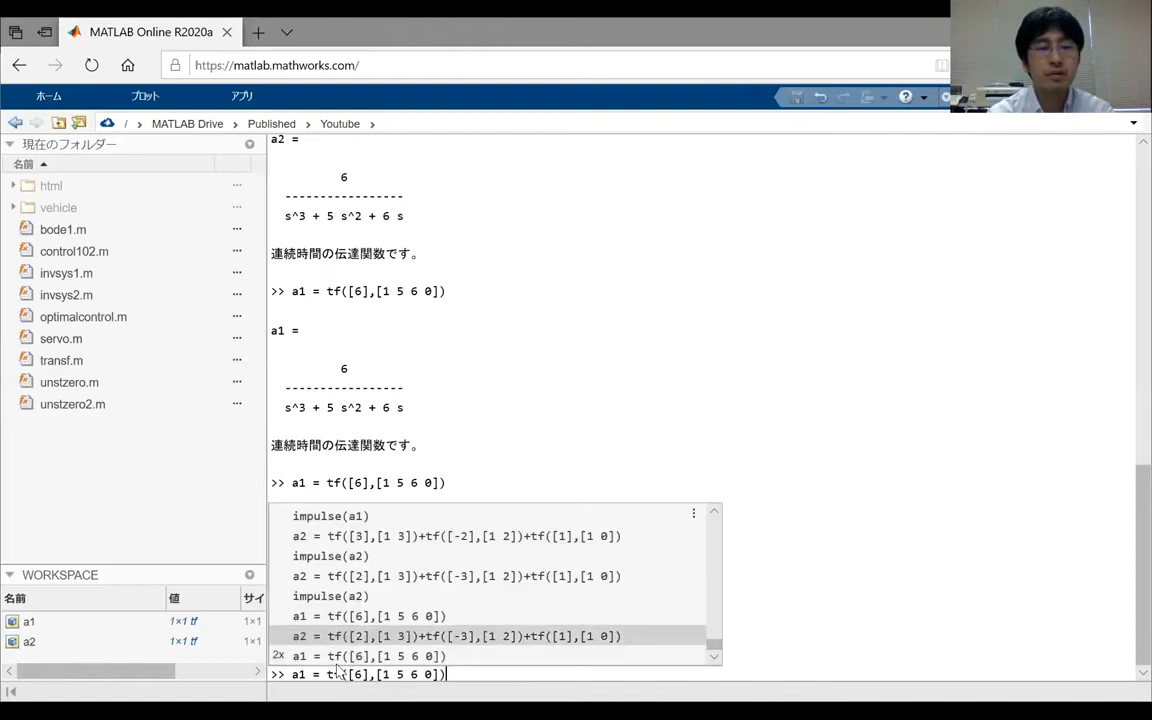 MATLAB Online R2020a
https://matlab.mathworks.com/
ホーム プロット アプリ
/ MATLAB Drive Published Youtube
現在のフォルダー
名前
html
vehicle
bode1.m
control102.m
invsys1.m
invsys2.m
optimalcontrol.m
servo.m
transf.m
unstzero.m
unstzero2.m
WORKSPACE
名前 値 サイ
a1 1×1 tf 1×1
a2 1×1 tf 1×1
a2 =
6
-----------------
s^3 + 5 s^2 + 6 s
連続時間の伝達関数です。
>> a1 = tf([6],[1 5 6 0])
a1 =
6
-----------------
s^3 + 5 s^2 + 6 s
連続時間の伝達関数です。
>> a1 = tf([6],[1 5 6 0])
impulse(a1)
a2 = tf([3],[1 3])+tf([-2],[1 2])+tf([1],[1 0])
impulse(a2)
a2 = tf([2],[1 3])+tf([-3],[1 2])+tf([1],[1 0])
impulse(a2)
a1 = tf([6],[1 5 6 0])
a2 = tf([2],[1 3])+tf([-3],[1 2])+tf([1],[1 0])
2x a1 = tf([6],[1 5 6 0])
>> a1 = tf([6],[1 5 6 0])